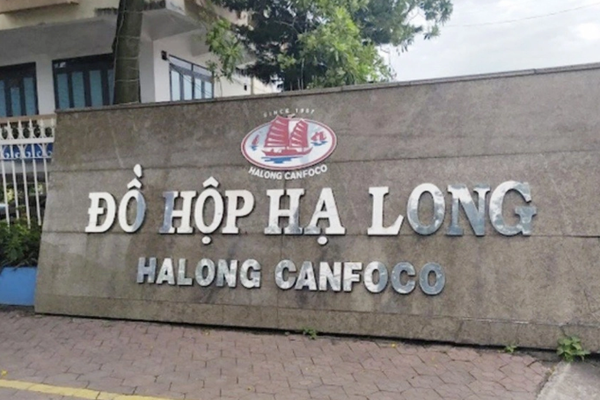 SINCE 1957
HALONG CANFOCO
ĐỒ HỘP HẠ LONG
HALONG CANFOCO